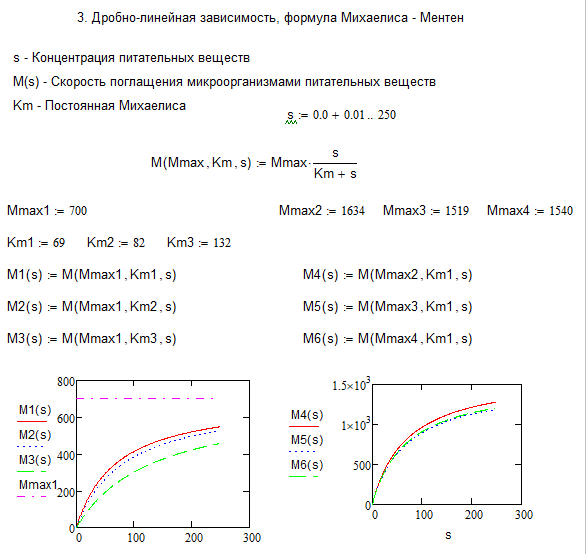 3. Дробно-линейная зависимость, формула Михаелиса - Ментен
s - Концентрация питательных веществ
M(s) - Скорость поглащения микроорганизмами питательных веществ
Km - Постоянная Михаелиса
s := 0.0 + 0.01 .. 250
M(Mmax, Km, s) := Mmax· s / (Km + s)
Mmax1 := 700 Mmax2 := 1634 Mmax3 := 1519 Mmax4 := 1540
Km1 := 69 Km2 := 82 Km3 := 132
M1(s) := M(Mmax1, Km1, s) M4(s) := M(Mmax2, Km1, s)
M2(s) := M(Mmax1, Km2, s) M5(s) := M(Mmax3, Km1, s)
M3(s) := M(Mmax1, Km3, s) M6(s) := M(Mmax4, Km1, s)
800
600
400
200
0
M1(s)
M2(s)
M3(s)
Mmax1
0 100 200 300
1.5×10³
1×10³
500
0
M4(s)
M5(s)
M6(s)
0 100 200 300
s